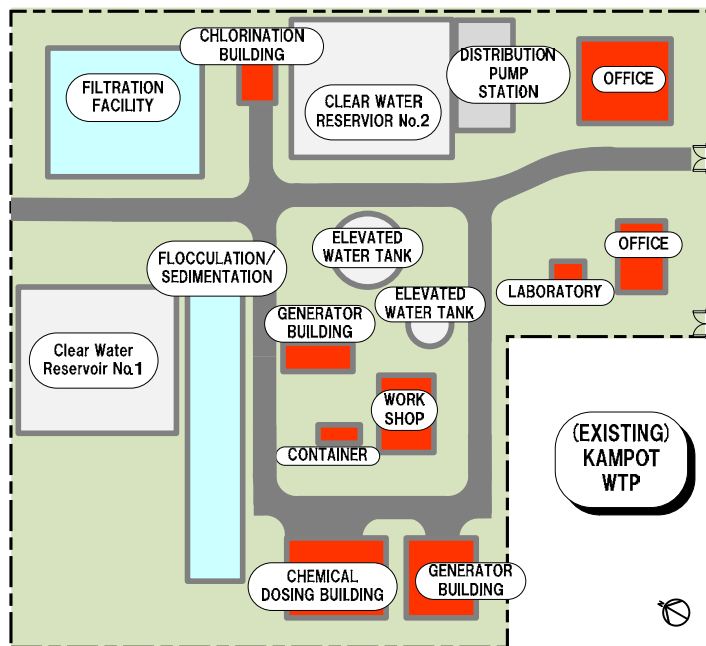 CHLORINATION
BUILDING
FILTRATION
FACILITY
CLEAR WATER
RESERVIOR No.2
DISTRIBUTION
PUMP
STATION
OFFICE
ELEVATED
WATER TANK
OFFICE
FLOCCULATION/
SEDIMENTATION
LABORATORY
ELEVATED
WATER TANK
GENERATOR
BUILDING
Clear Water
Reservoir No.1
WORK
SHOP
CONTAINER
(EXISTING)
KAMPOT
WTP
CHEMICAL
DOSING BUILDING
GENERATOR
BUILDING
N